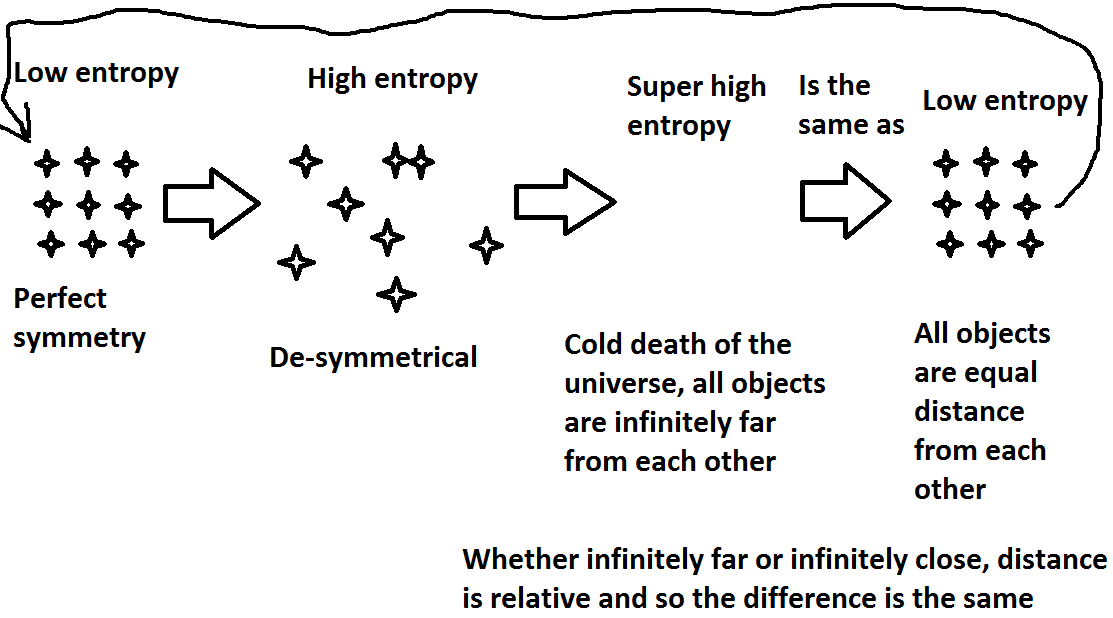 Low entropy
High entropy
Super high
entropy
Is the
same as
Low entropy
Perfect
symmetry
De-symmetrical
Cold death of the
universe, all objects
are infinitely far
from each other
All objects
are equal
distance
from each
other
Whether infinitely far or infinitely close, distance
is relative and so the difference is the same